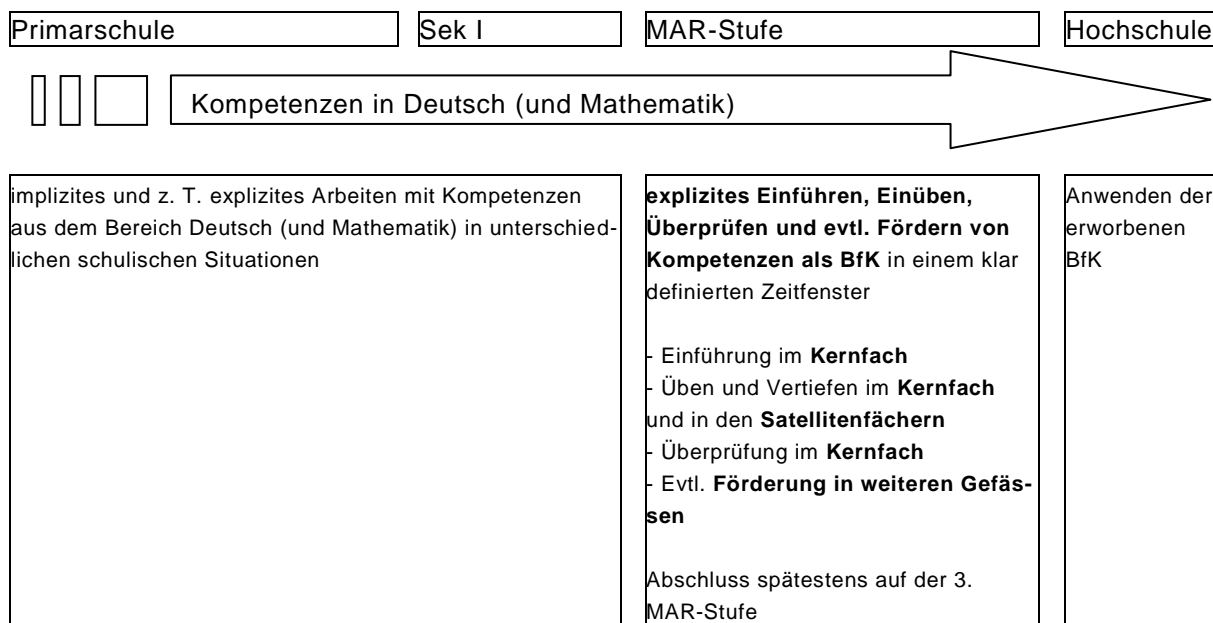 Primarschule
Sek I
MAR-Stufe
Hochschule
Kompetenzen in Deutsch (und Mathematik)
implizites und z. T. explizites Arbeiten mit Kompetenzen
aus dem Bereich Deutsch (und Mathematik) in unterschied-
lichen schulischen Situationen
explizites Einführen, Einüben,
Überprüfen und evtl. Fördern von
Kompetenzen als BfK in einem klar
definierten Zeitfenster
- Einführung im Kernfach
- Üben und Vertiefen im Kernfach
und in den Satellitenfächern
- Überprüfung im Kernfach
- Evtl. Förderung in weiteren Gefäs-
sen
Abschluss spätestens auf der 3.
MAR-Stufe
Anwenden der
erworbenen
BfK